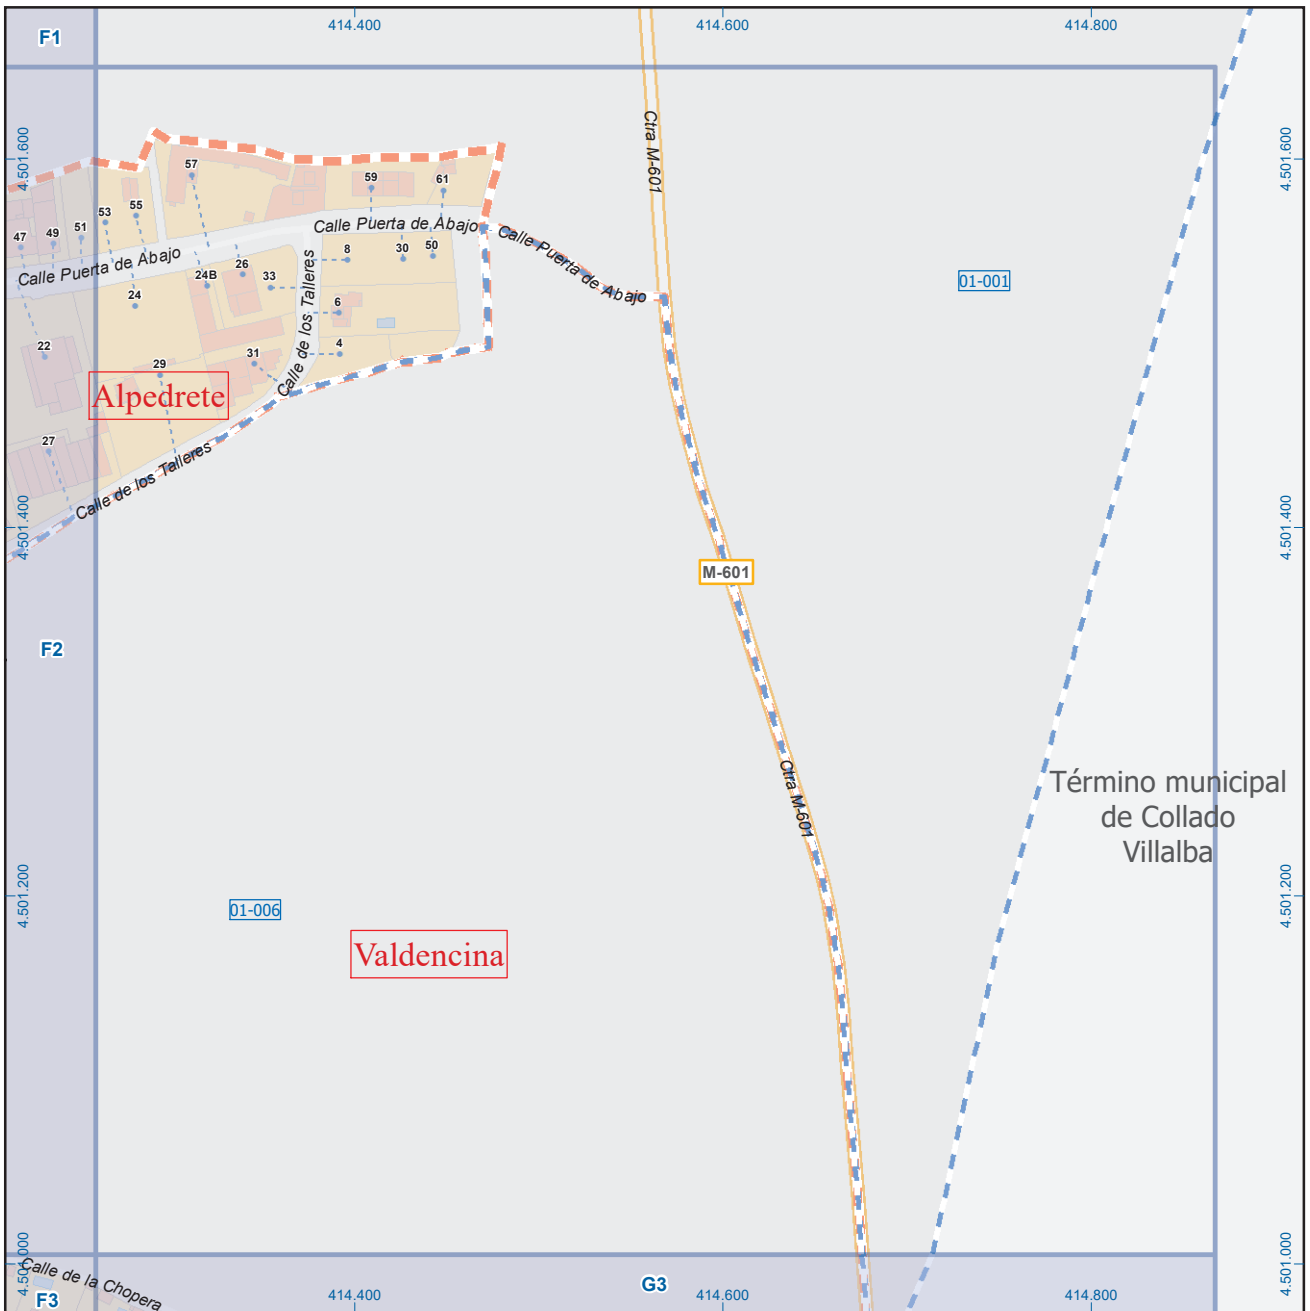 F1
414.400
414.600
414.800
4.501.600
4.501.600
Ctra M-601
57
59
61
53
55
47
49
51
Calle Puerta de Abajo
Calle Puerta de Abajo
Calle Puerta de Abajo
24
24B
26
33
8
30
50
6
4
Calle de los Talleres
01-001
22
29
31
Alpedrete
27
Calle de los Talleres
4.501.400
4.501.400
M-601
F2
Ctra M-601
Término municipal
de Collado
Villalba
4.501.200
4.501.200
01-006
Valdencina
4.501.000
4.501.000
Calle de la Chopera
F3
G3
414.400
414.600
414.800